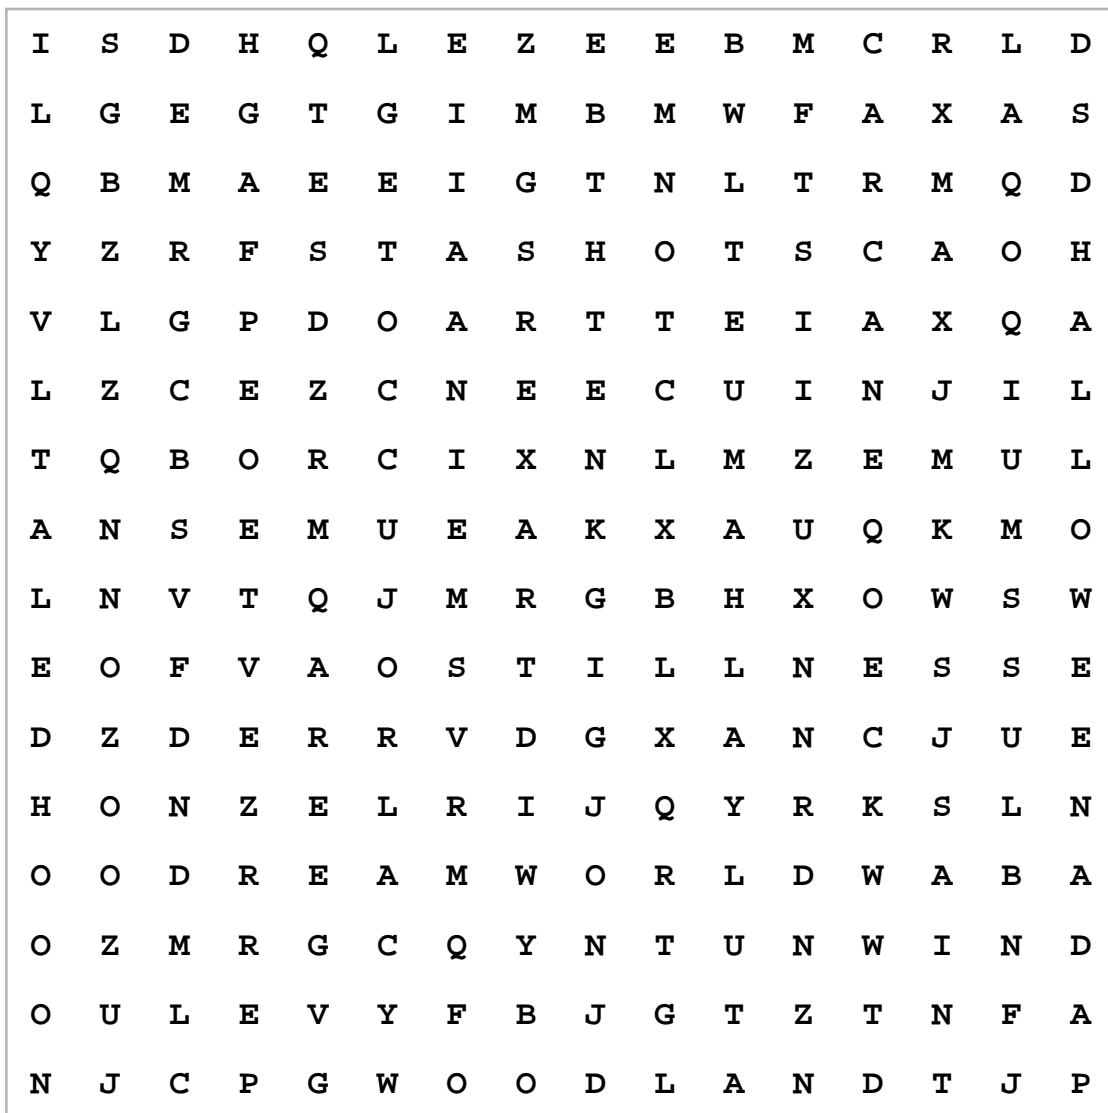 I S D H Q L E Z E E B M C R L D
L G E G T G I M B M W F A X A S
Q B M A E E I G T N L T R M Q D
Y Z R F S T A S H O T S C A O H
V L G P D O A R T T E I A X Q A
L Z C E Z C N E E C U I N J I L
T Q B O R C I X N L M Z E M U L
A N S E M U E A K X A U Q K M O
L N V T Q J M R G B H X O W S W
E O F V A O S T I L L N E S S E
D Z D E R R V D G X A N C J U E
H O N Z E L R I J Q Y R K S L N
O O D R E A M W O R L D W A B A
O Z M R G C Q Y N T U N W I N D
O U L E V Y F B J G T Z T N F A
N J C P G W O O D L A N D T J P